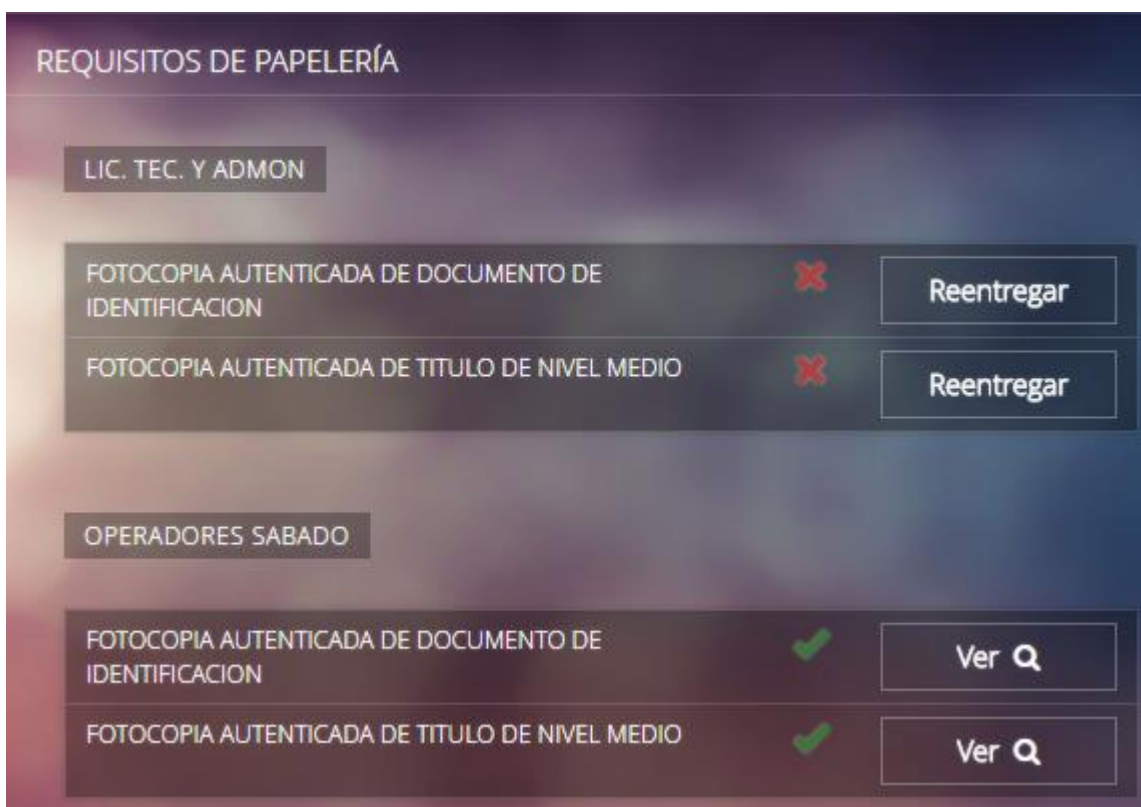 REQUISITOS DE PAPELERÍA
LIC. TEC. Y ADMON
FOTOCOPIA AUTENTICADA DE DOCUMENTO DE
IDENTIFICACION
Reentregar
FOTOCOPIA AUTENTICADA DE TITULO DE NIVEL MEDIO
Reentregar
OPERADORES SABADO
FOTOCOPIA AUTENTICADA DE DOCUMENTO DE
IDENTIFICACION
Ver
FOTOCOPIA AUTENTICADA DE TITULO DE NIVEL MEDIO
Ver